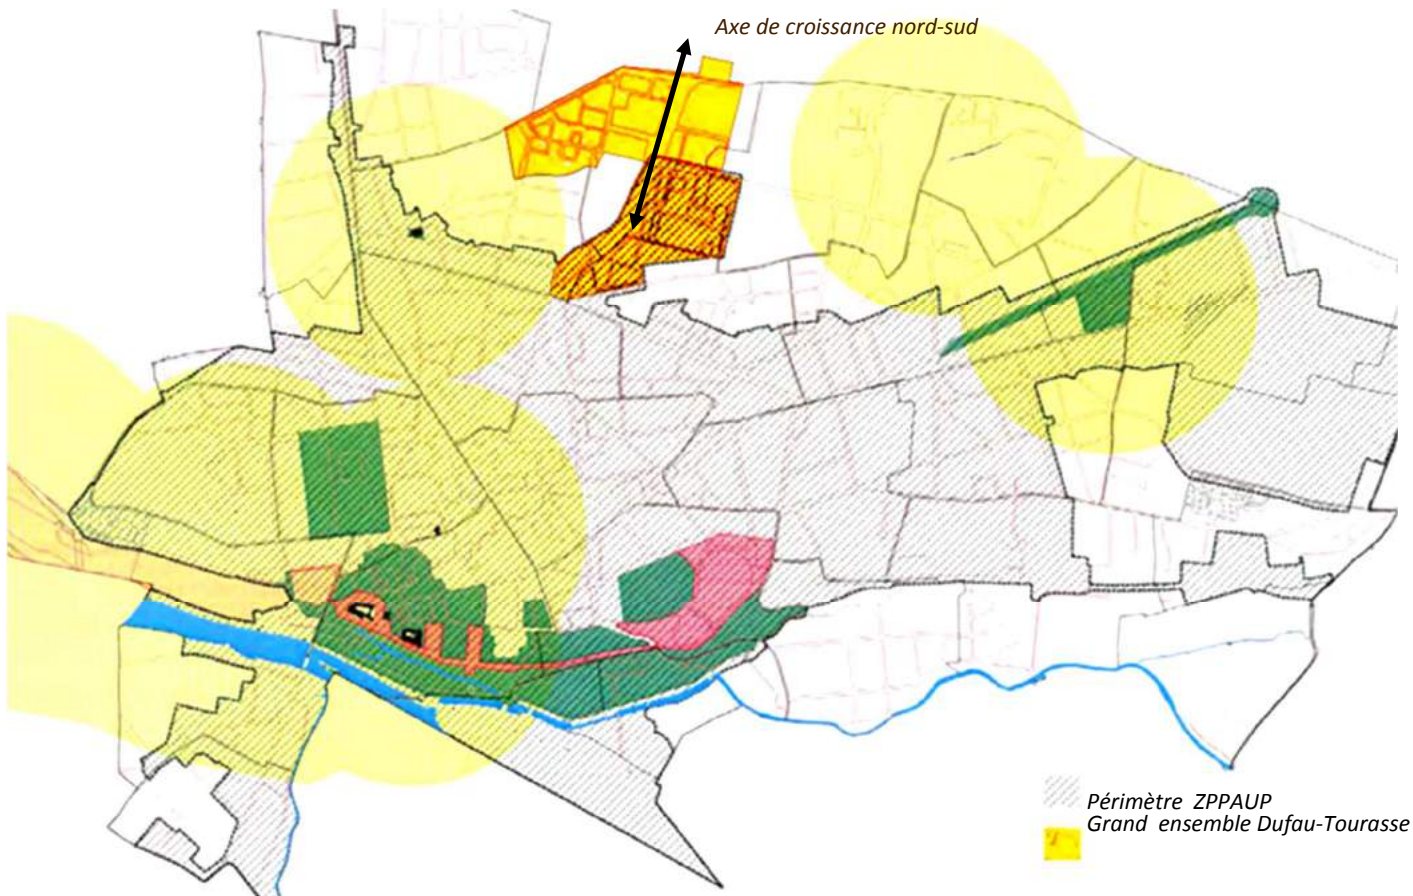 Axe de croissance nord-sud
Périmètre ZPPAUP
Grand ensemble Dufau-Tourasse